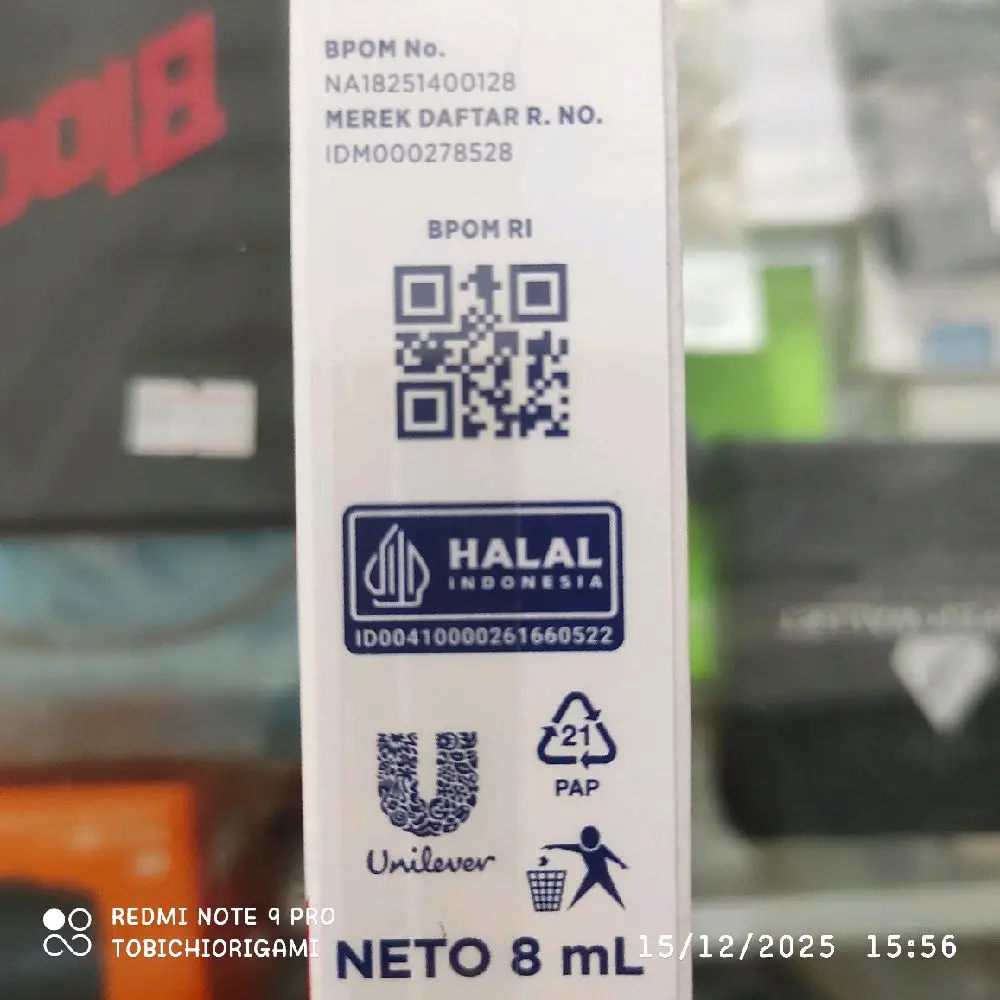 BPOM No.
NA18251400128
MEREK DAFTAR R. NO.
IDM000278528
BPOM RI
HALAL
INDONESIA
ID00410000261660522
21
PAP
Unilever
NETO 8 mL
REDMI NOTE 9 PRO
TOBICHIORIGAMI
15/12/2025 15:56